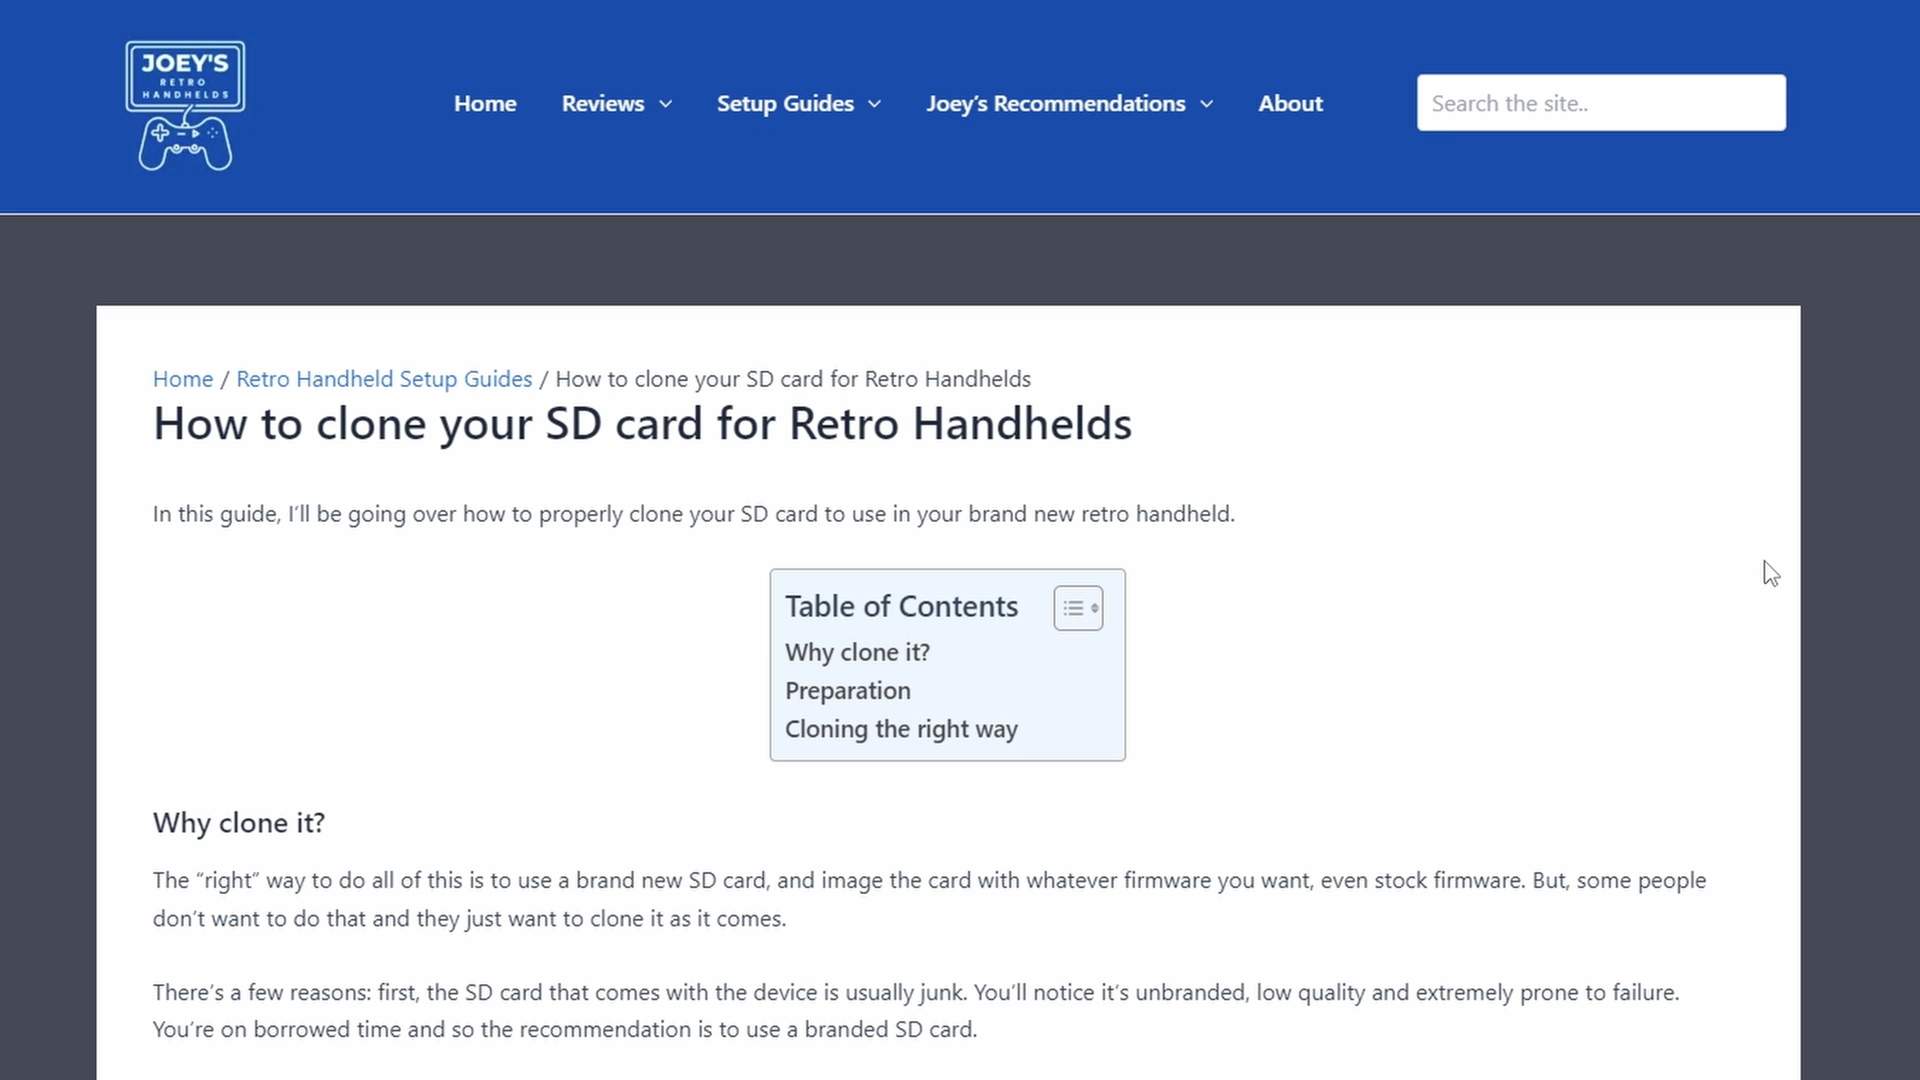 JOEY'S
RETRO
HANDHELDS
Home
Reviews
Setup Guides
Joey’s Recommendations
About
Search the site..
Home / Retro Handheld Setup Guides / How to clone your SD card for Retro Handhelds
How to clone your SD card for Retro Handhelds
In this guide, I’ll be going over how to properly clone your SD card to use in your brand new retro handheld.
Table of Contents
Why clone it?
Preparation
Cloning the right way
Why clone it?
The “right” way to do all of this is to use a brand new SD card, and image the card with whatever firmware you want, even stock firmware. But, some people
don’t want to do that and they just want to clone it as it comes.
There’s a few reasons: first, the SD card that comes with the device is usually junk. You’ll notice it’s unbranded, low quality and extremely prone to failure.
You’re on borrowed time and so the recommendation is to use a branded SD card.